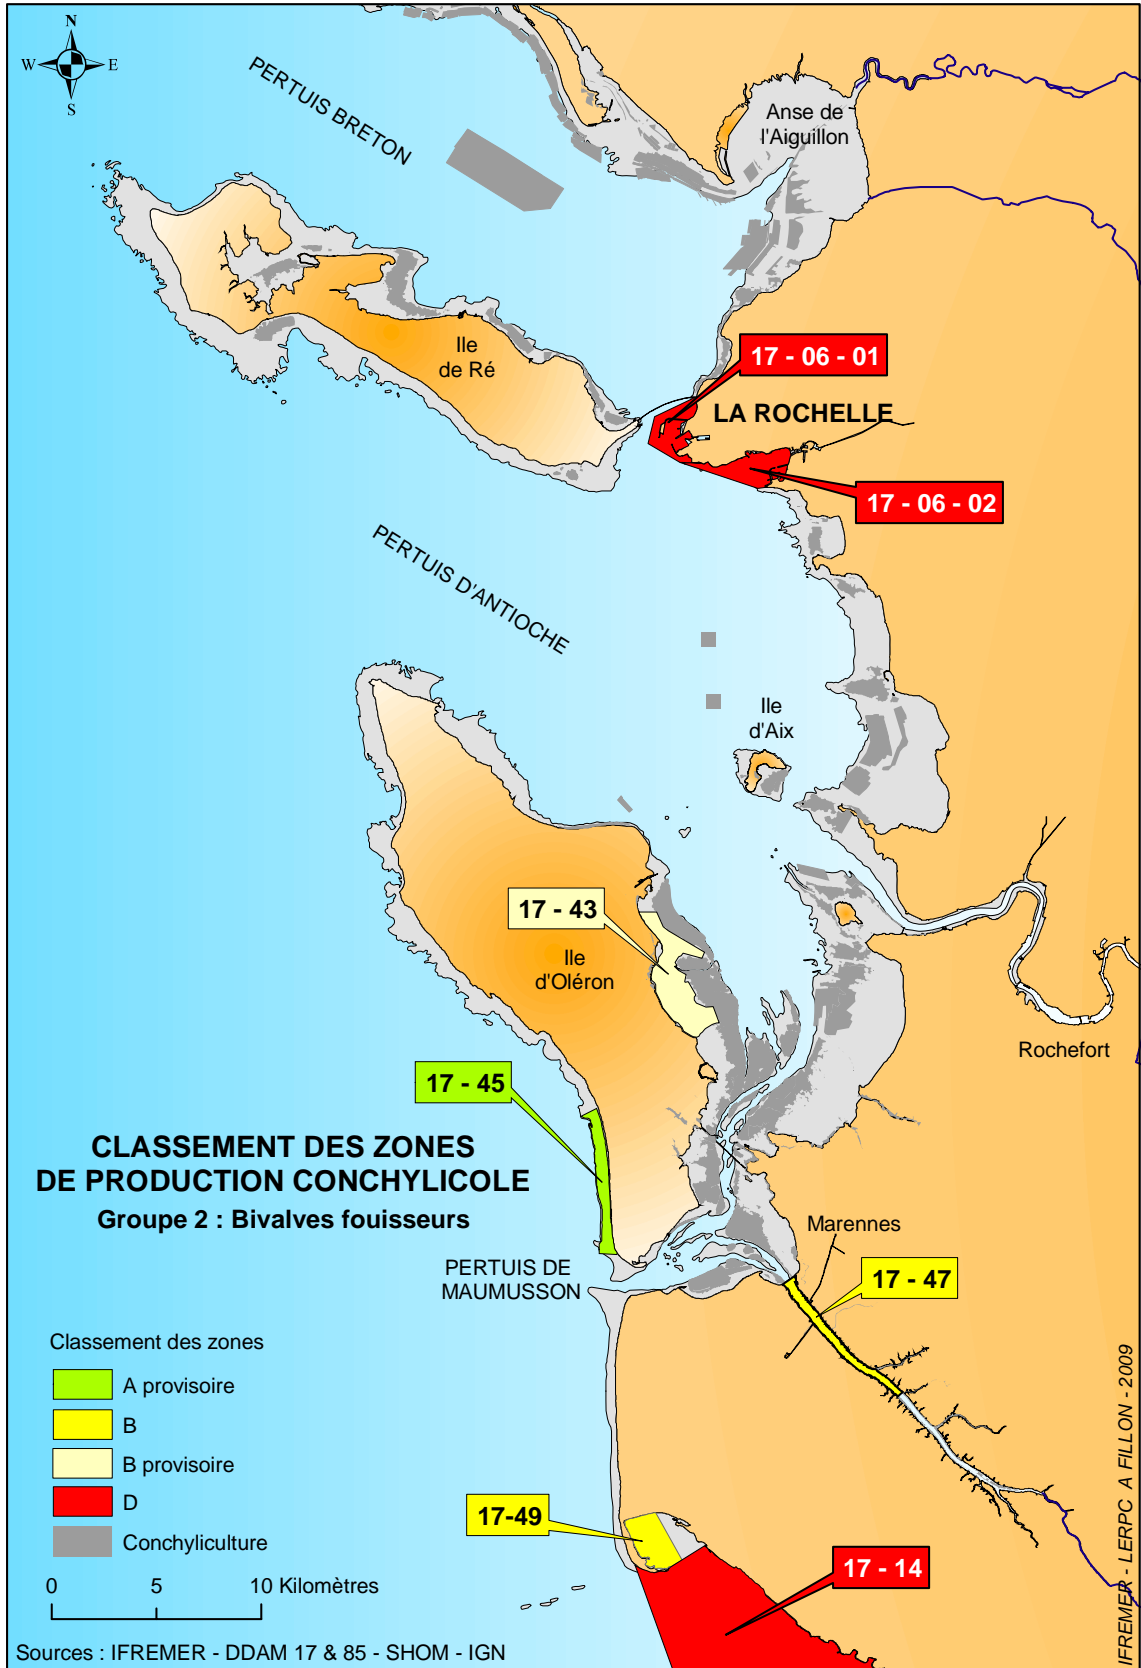 N
W E
S
PERTUIS BRETON
Anse de
l'Aiguillon
Ile
de Ré
17 - 06 - 01
LA ROCHELLE
17 - 06 - 02
PERTUIS D'ANTIOCHE
Ile
d'Aix
17 - 43
Ile
d'Oléron
Rochefort
17 - 45
CLASSEMENT DES ZONES
DE PRODUCTION CONCHYLICOLE
Groupe 2 : Bivalves fouisseurs
Marennes
PERTUIS DE
MAUMUSSON
17 - 47
Classement des zones
A provisoire
B
B provisoire
D
Conchyliculture
17-49
17 - 14
0 5 10 Kilomètres
Sources : IFREMER - DDAM 17 & 85 - SHOM - IGN
IFREMER - LERPC A FILLON - 2009